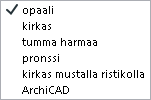 opaali
kirkas
tumma harmaa
pronssi
kirkas mustalla ristikolla
ArchiCAD